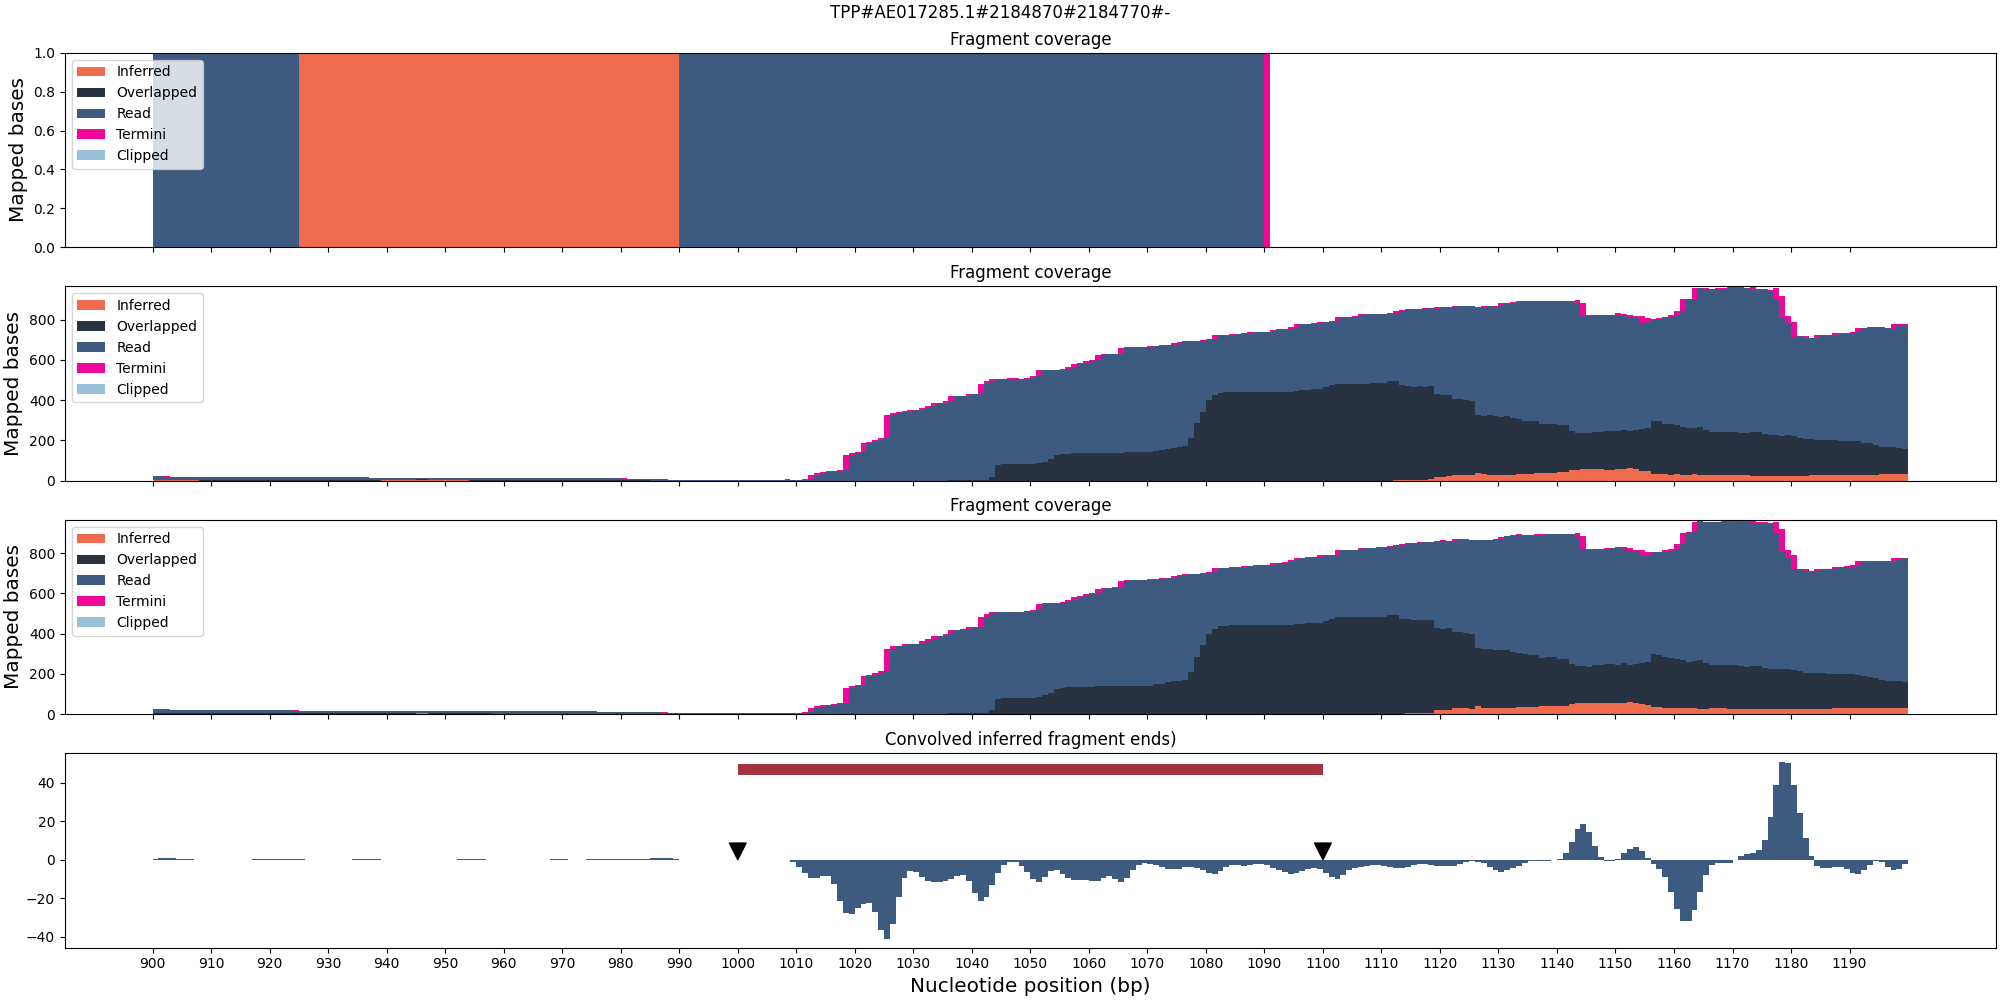 TPP#AE017285.1#2184870#2184770#-
Fragment coverage
Mapped bases
1.0
0.8
0.6
0.4
0.2
0.0
Inferred
Overlapped
Read
Termini
Clipped
Fragment coverage
Mapped bases
800
600
400
200
0
Inferred
Overlapped
Read
Termini
Clipped
Fragment coverage
Mapped bases
800
600
400
200
0
Inferred
Overlapped
Read
Termini
Clipped
Convolved inferred fragment ends)
40
20
0
−20
−40
900 910 920 930 940 950 960 970 980 990 1000 1010 1020 1030 1040 1050 1060 1070 1080 1090 1100 1110 1120 1130 1140 1150 1160 1170 1180 1190
Nucleotide position (bp)